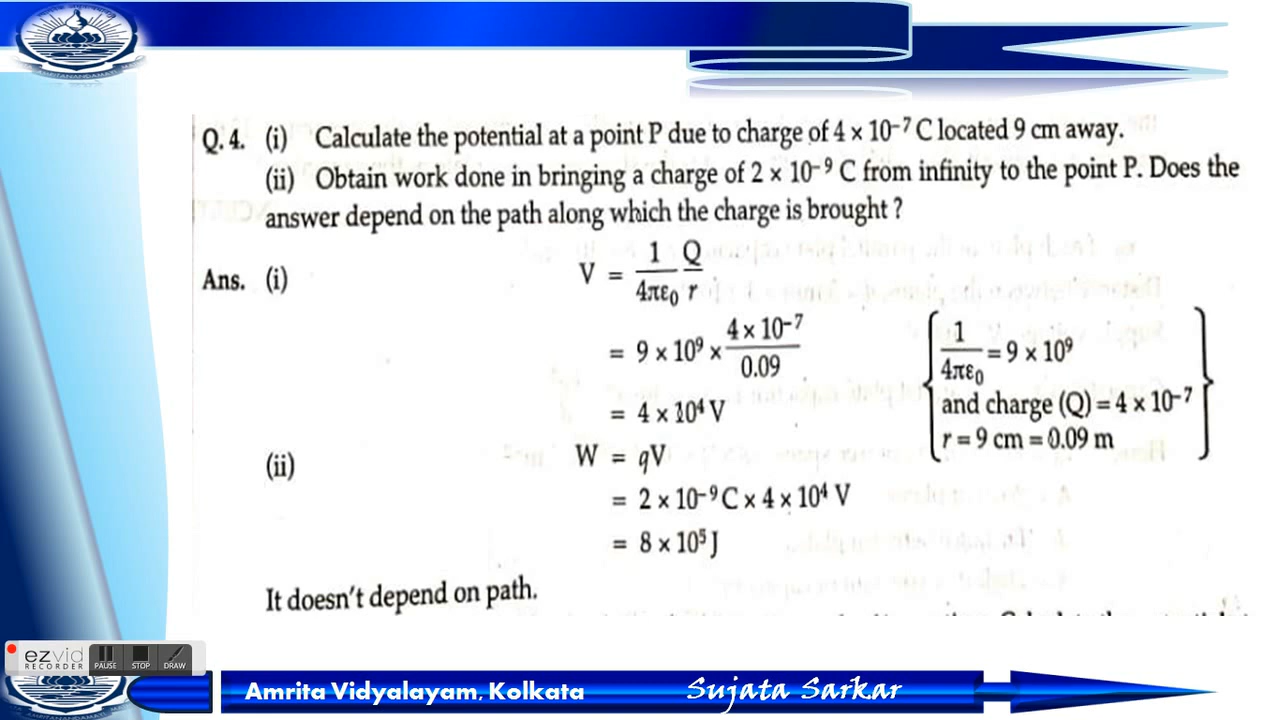 Q. 4. (i) Calculate the potential at a point P due to charge of 4 × 10⁻⁷ C located 9 cm away.
(ii) Obtain work done in bringing a charge of 2 × 10⁻⁹ C from infinity to the point P. Does the
answer depend on the path along which the charge is brought ?
Ans. (i) V = 1/4πε₀ Q/r
= 9 × 10⁹ × 4 × 10⁻⁷/0.09
= 4 × 10⁴ V
{ 1/4πε₀ = 9 × 10⁹
and charge (Q) = 4 × 10⁻⁷
r = 9 cm = 0.09 m }
(ii) W = qV
= 2 × 10⁻⁹ C × 4 × 10⁴ V
= 8 × 10⁵ J
It doesn't depend on path.
ezvid
RECORDER
PAUSE STOP DRAW
Amrita Vidyalayam, Kolkata Sujata Sarkar